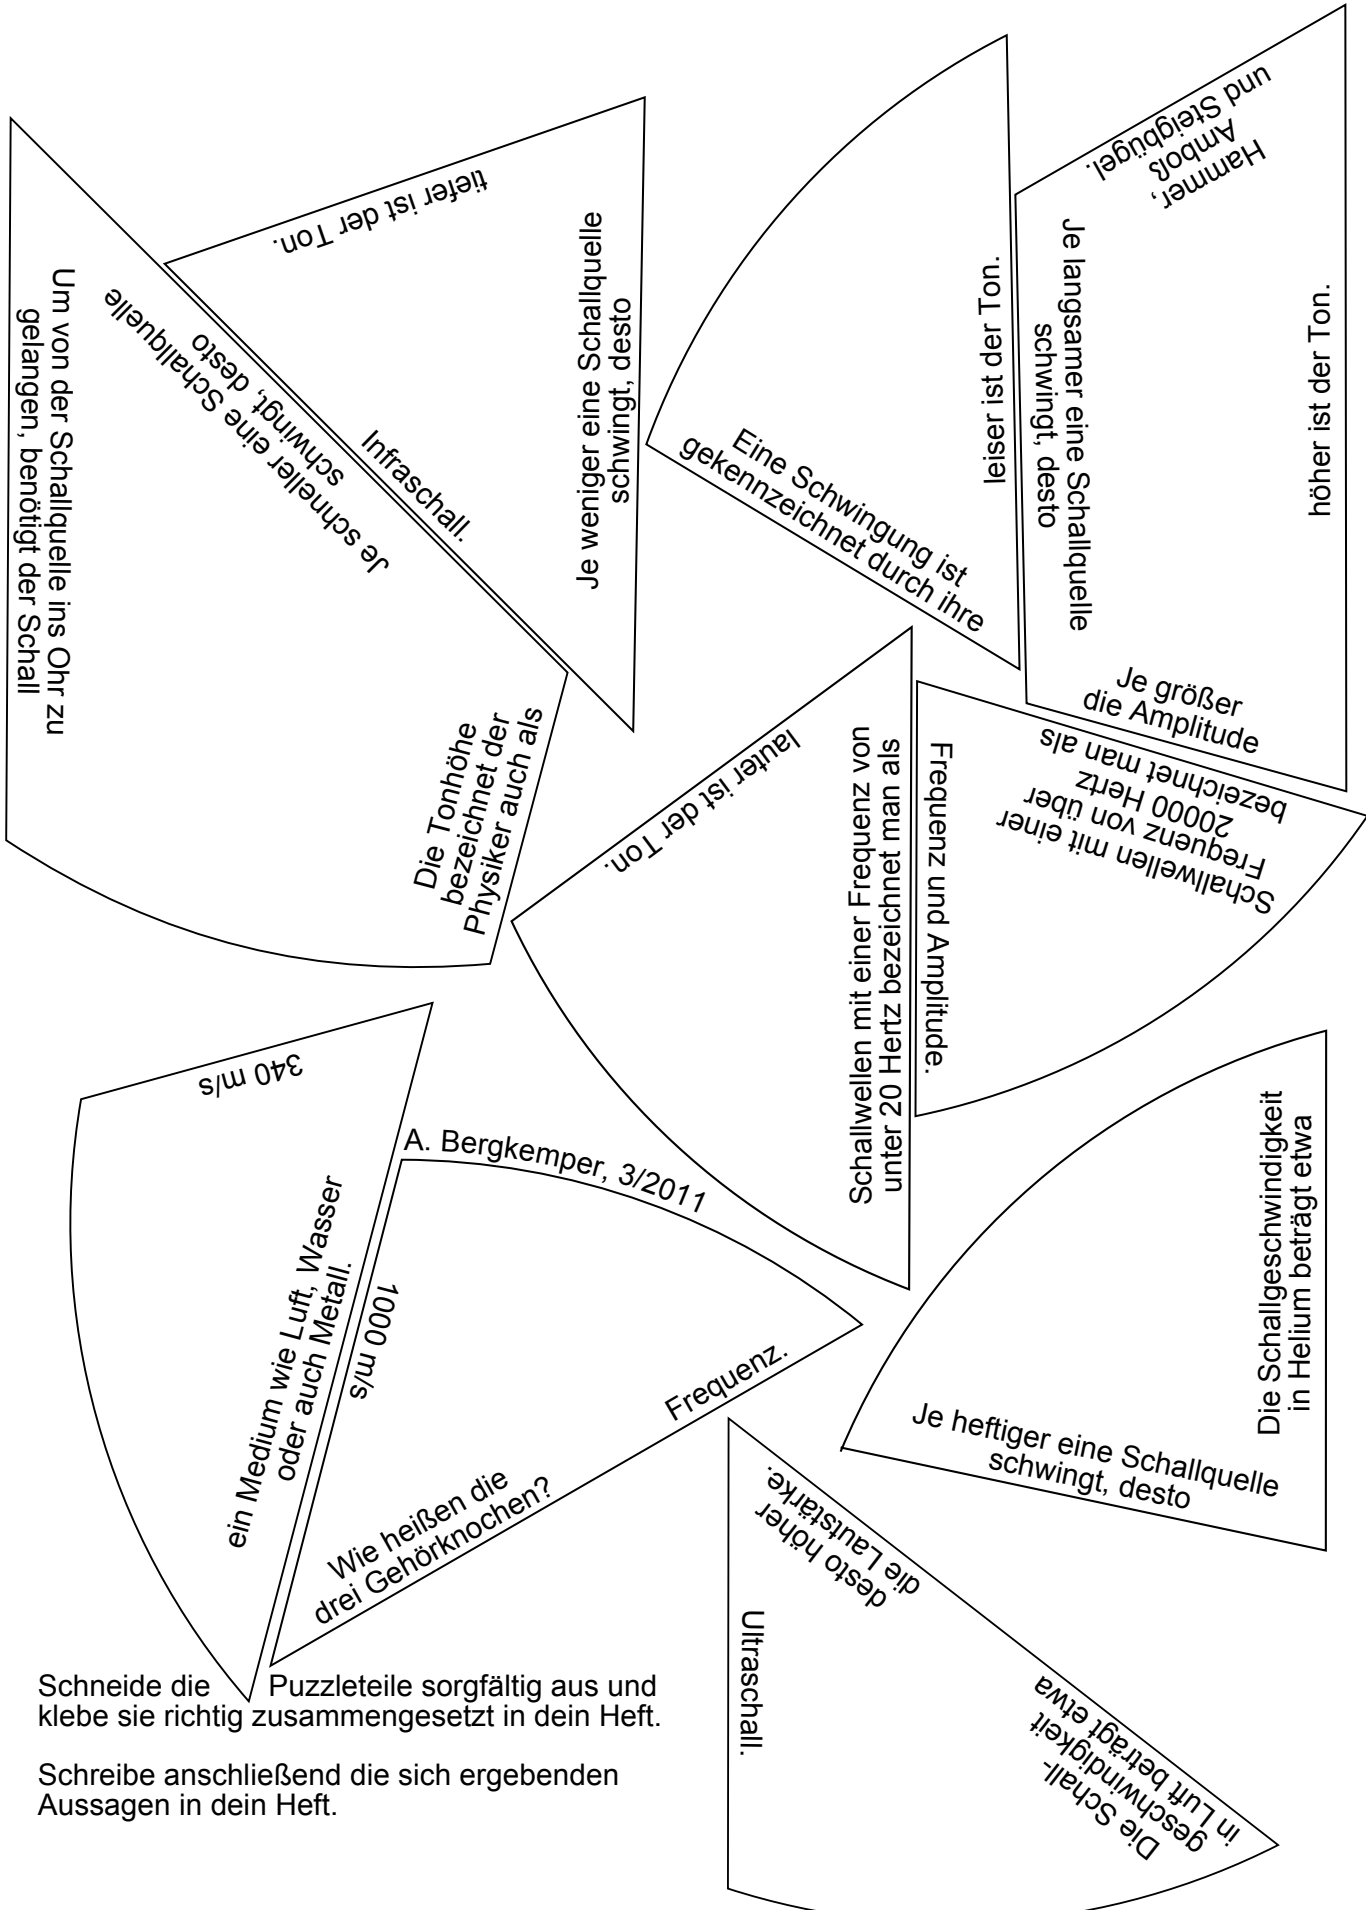 und Steigbügel.
Amboß
Hammer,
tiefer ist der Ton.
Je weniger eine Schallquelle
schwingt, desto
leiser ist der Ton.
Je langsamer eine Schallquelle
schwingt, desto
höher ist der Ton.
Um von der Schallquelle ins Ohr zu
gelangen, benötigt der Schall
Je schneller eine Schallquelle
schwingt, desto
Infraschall.
Eine Schwingung ist
gekennzeichnet durch ihre
Je größer
die Amplitude
Die Tonhöhe
bezeichnet der
Physiker auch als
lauter ist der Ton.
Schallwellen mit einer Frequenz von
unter 20 Hertz bezeichnet man als
Frequenz und Amplitude.
Schallwellen mit einer
Frequenz von über
20000 Hertz
bezeichnet man als
340 m/s
ein Medium wie Luft, Wasser
oder auch Metall.
A. Bergkemper, 3/2011
1000 m/s
Frequenz.
Wie heißen die
drei Gehörknochen?
Die Schallgeschwindigkeit
in Helium beträgt etwa
Je heftiger eine Schallquelle
schwingt, desto
desto höher
die Lautstärke.
Ultraschall.
Die Schall-
geschwindigkeit
in Luft beträgt etwa
Schneide die Puzzleteile sorgfältig aus und
klebe sie richtig zusammengesetzt in dein Heft.
Schreibe anschließend die sich ergebenden
Aussagen in dein Heft.